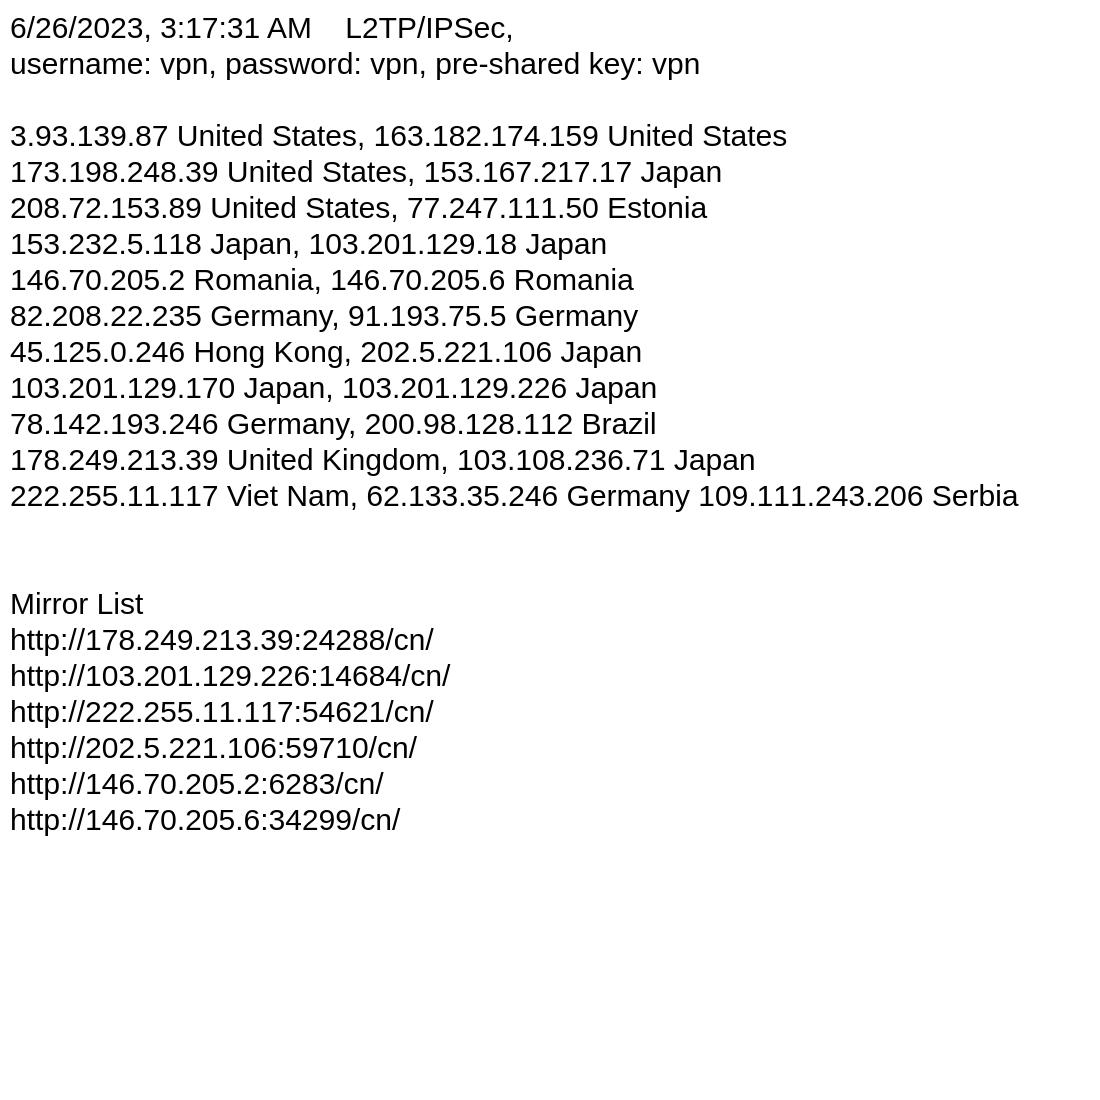 6/26/2023, 3:17:31 AM    L2TP/IPSec,
username: vpn, password: vpn, pre-shared key: vpn
3.93.139.87 United States, 163.182.174.159 United States
173.198.248.39 United States, 153.167.217.17 Japan
208.72.153.89 United States, 77.247.111.50 Estonia
153.232.5.118 Japan, 103.201.129.18 Japan
146.70.205.2 Romania, 146.70.205.6 Romania
82.208.22.235 Germany, 91.193.75.5 Germany
45.125.0.246 Hong Kong, 202.5.221.106 Japan
103.201.129.170 Japan, 103.201.129.226 Japan
78.142.193.246 Germany, 200.98.128.112 Brazil
178.249.213.39 United Kingdom, 103.108.236.71 Japan
222.255.11.117 Viet Nam, 62.133.35.246 Germany 109.111.243.206 Serbia
Mirror List
http://178.249.213.39:24288/cn/
http://103.201.129.226:14684/cn/
http://222.255.11.117:54621/cn/
http://202.5.221.106:59710/cn/
http://146.70.205.2:6283/cn/
http://146.70.205.6:34299/cn/